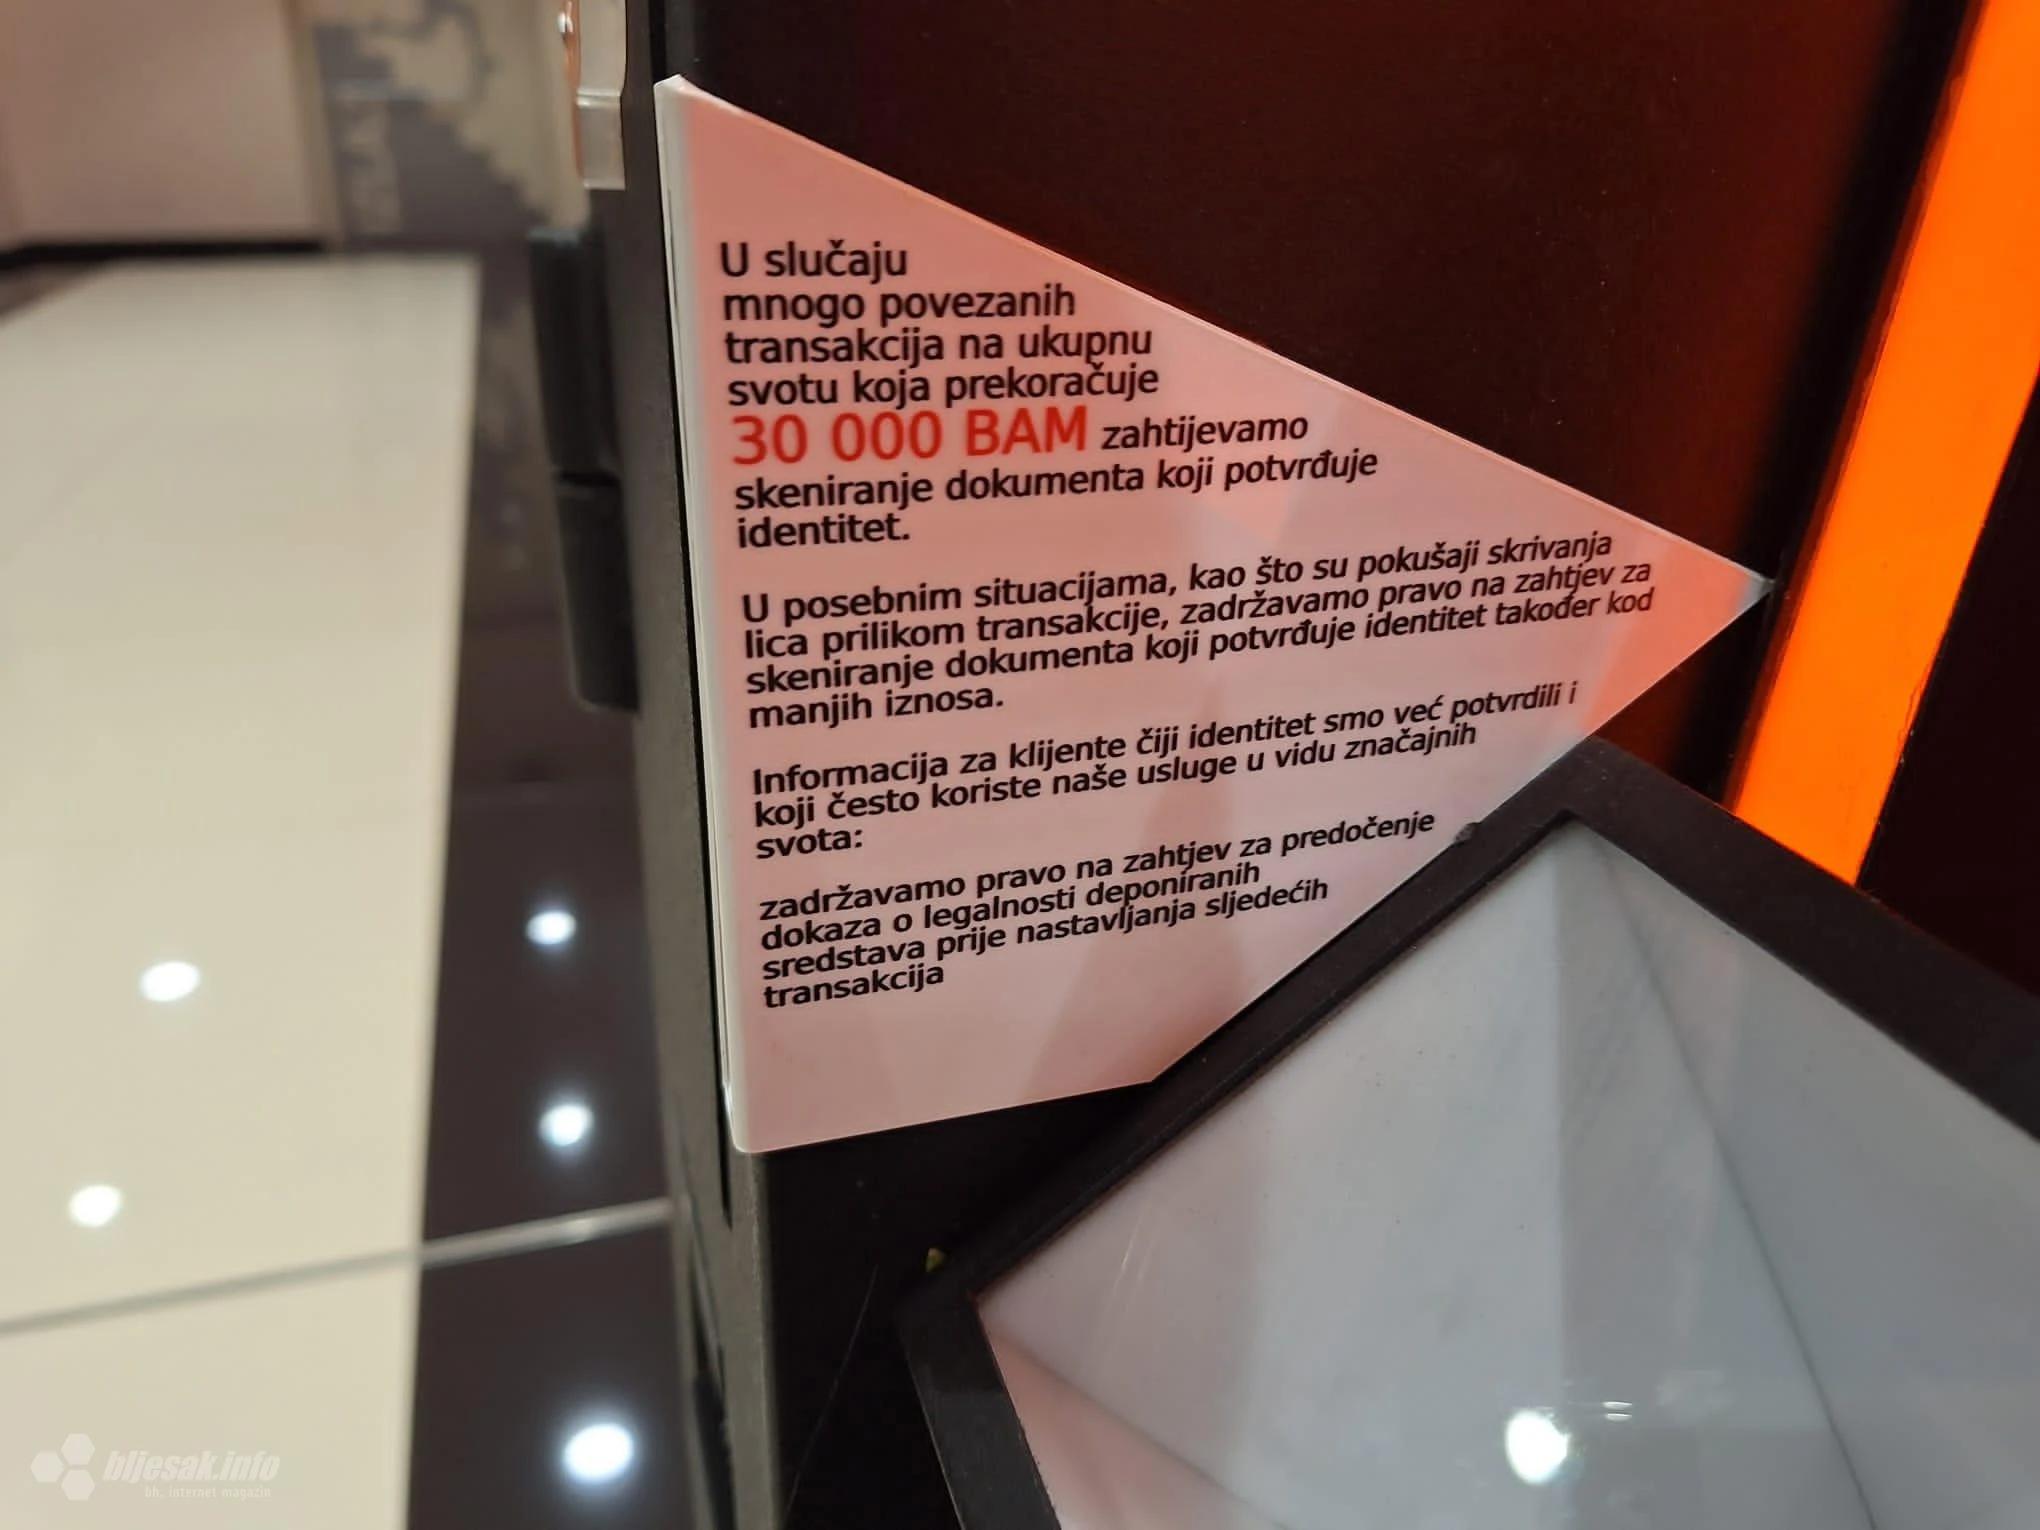 U slučaju
mnogo povezanih
transakcija na ukupnu
svotu koja prekoračuje
30 000 BAM zahtijevamo
skeniranje dokumenta koji potvrđuje
identitet.
U posebnim situacijama, kao što su pokušaji skrivanja
lica prilikom transakcije, zadržavamo pravo na zahtjev za
skeniranje dokumenta koji potvrđuje identitet također kod
manjih iznosa.
Informacija za klijente čiji identitet smo već potvrdili i
koji često koriste naše usluge u vidu značajnih
svota:
zadržavamo pravo na zahtjev za predočenje
dokaza o legalnosti deponiranih
sredstava prije nastavljanja sljedećih
transakcija
bljesak.info
bh. internet magazin